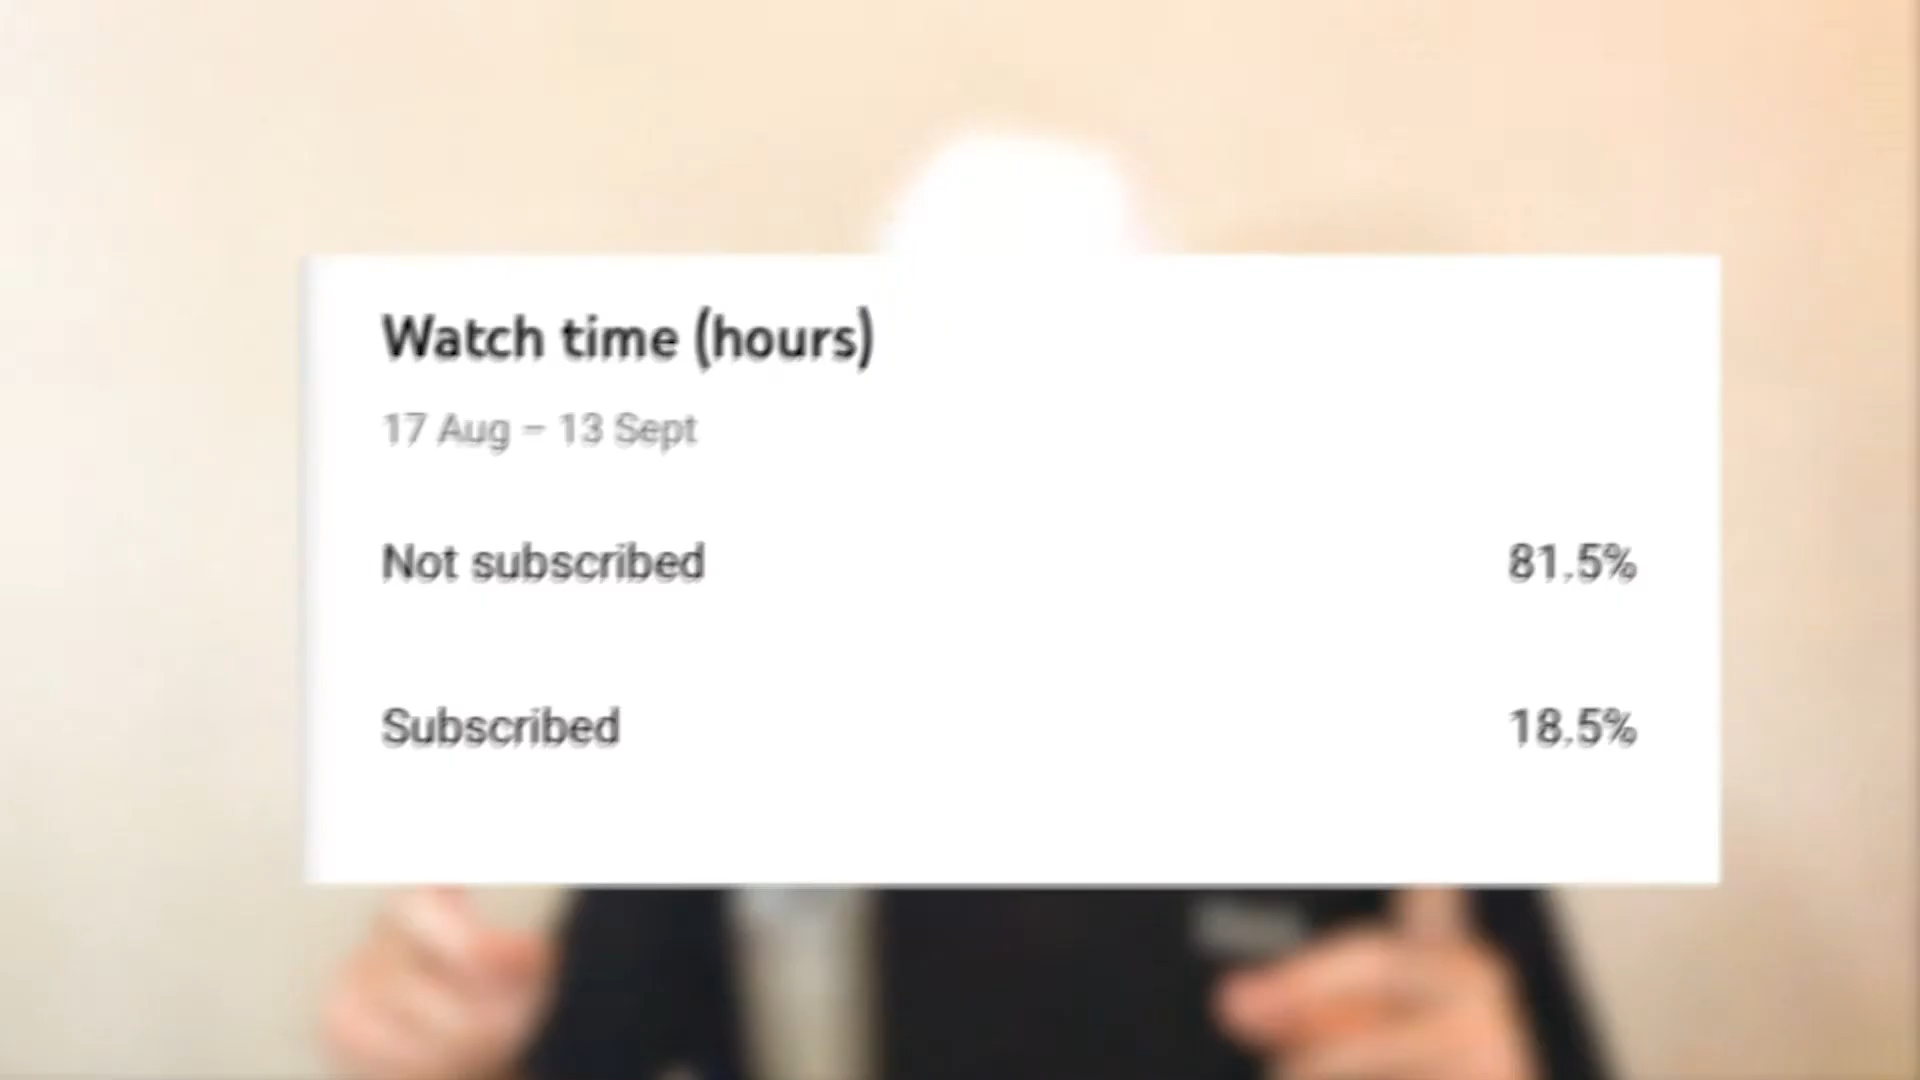 Watch time (hours)
17 Aug – 13 Sept
Not subscribed 81.5%
Subscribed 18.5%